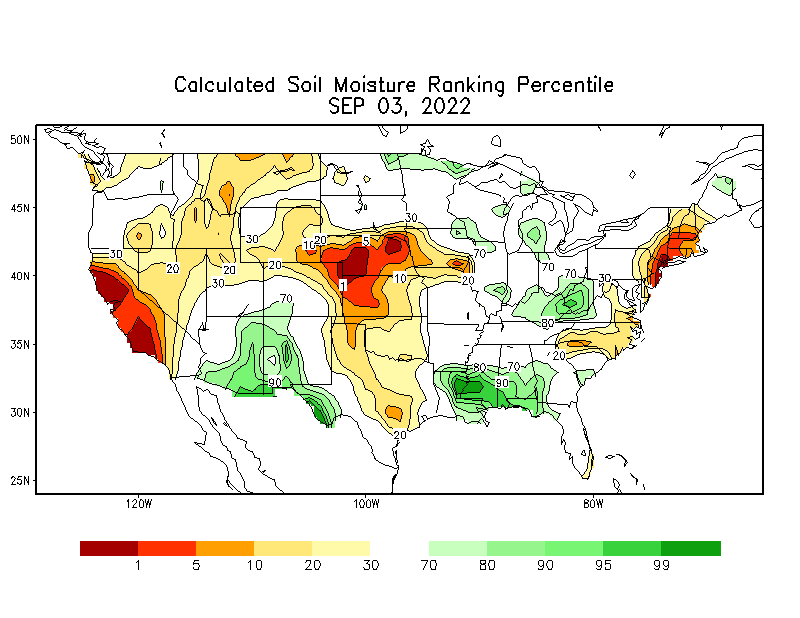 Calculated Soil Moisture Ranking Percentile
SEP 03, 2022
50N
45N
30
30
10 20 5
70
30
20 20 20
70 70
40N
10 20 30
30
1
70
80
35N
20
80 70
90 90
30N
20
25N
120W 100W 80W
1 5 10 20 30 70 80 90 95 99